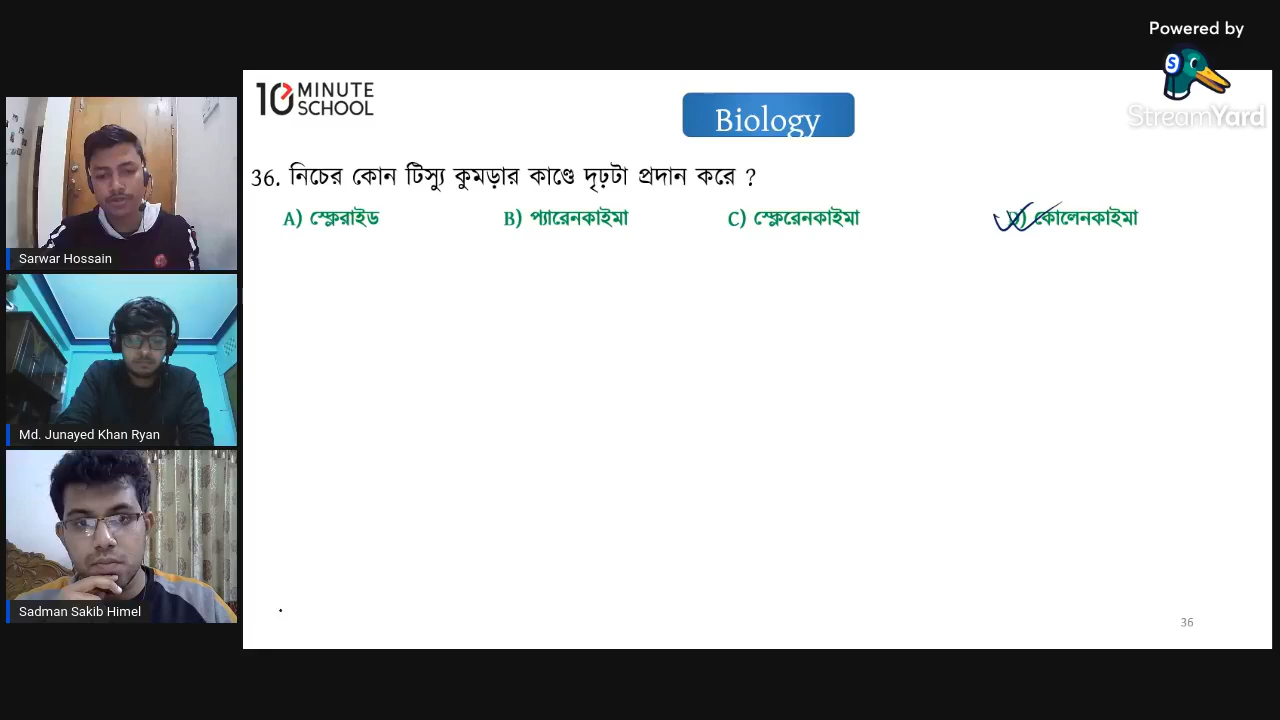 Powered by
StreamYard
10 MINUTE SCHOOL
Biology
36. নিচের কোন টিস্যু কুমড়ার কাণ্ডে দৃঢ়টা প্রদান করে ?
A) স্ক্লেরাইড B) প্যারেনকাইমা C) স্ক্লেরেনকাইমা D) কোলেনকাইমা
Sarwar Hossain
Md. Junayed Khan Ryan
Sadman Sakib Himel
36